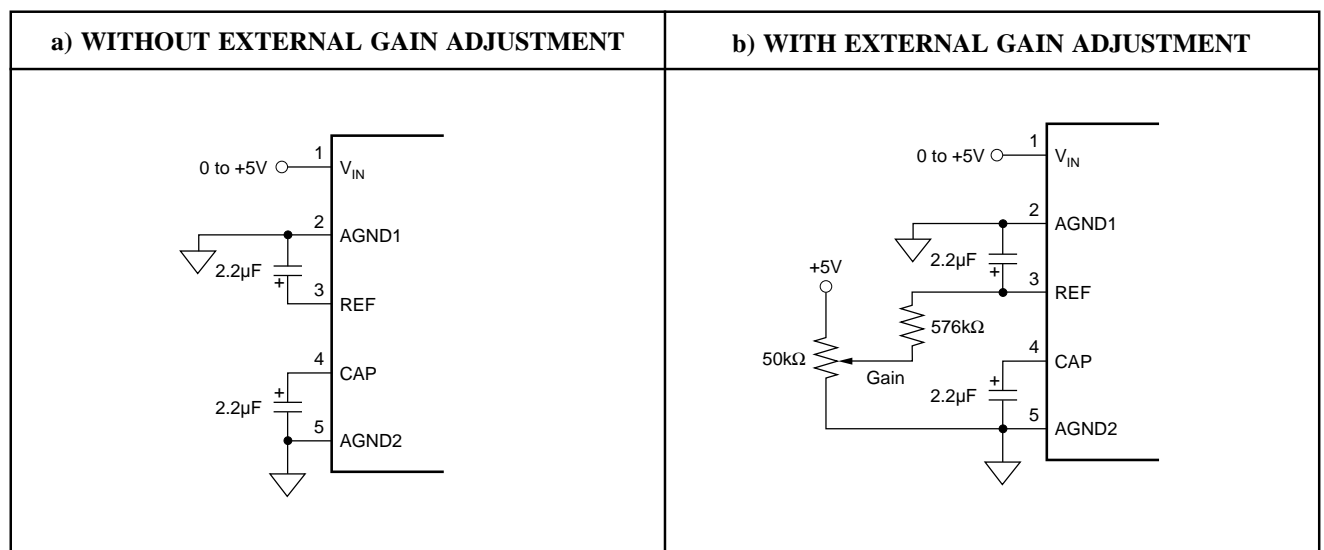 a) WITHOUT EXTERNAL GAIN ADJUSTMENT
b) WITH EXTERNAL GAIN ADJUSTMENT
0 to +5V
1
VIN
2
AGND1
2.2µF
+
3
REF
4
CAP
+
2.2µF
5
AGND2
0 to +5V
1
VIN
2
AGND1
2.2µF
+
+5V
3
REF
576kΩ
50kΩ
Gain
4
CAP
+
2.2µF
5
AGND2